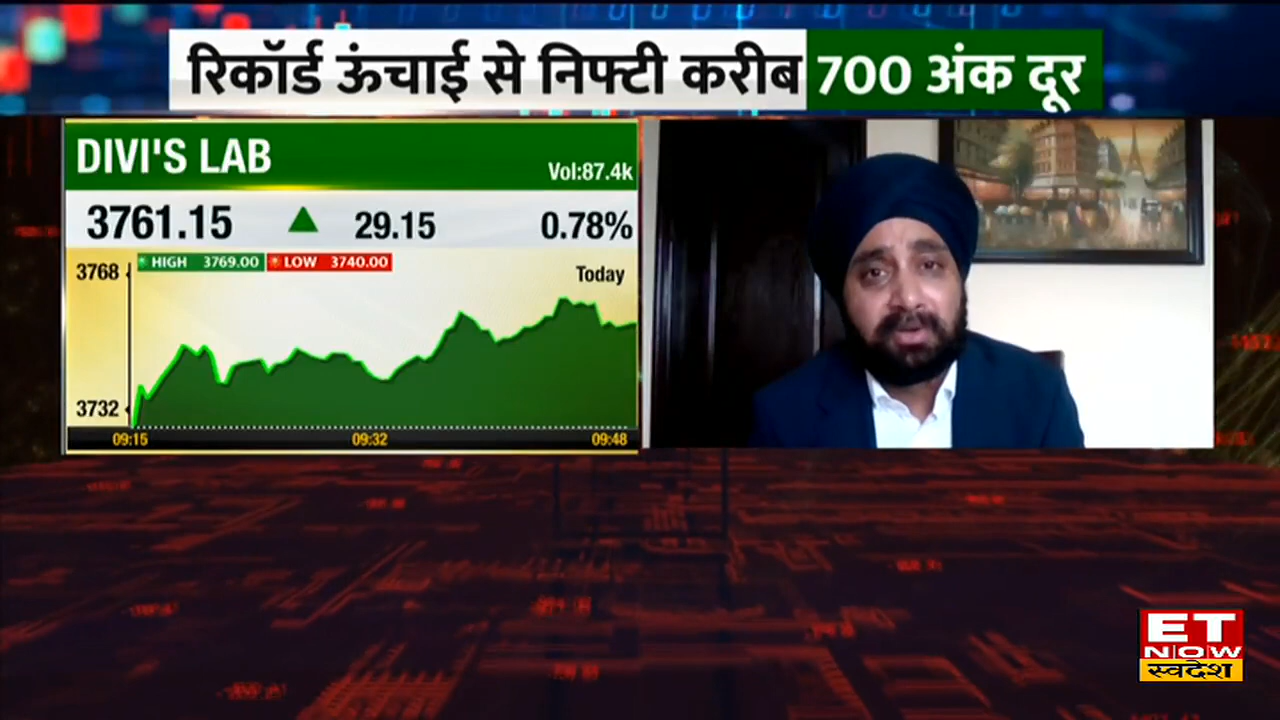 रिकॉर्ड ऊंचाई से निफ्टी करीब 700 अंक दूर
DIVI'S LAB
Vol:87.4k
3761.15 ▲ 29.15 0.78%
HIGH 3769.00 LOW 3740.00
Today
3768
3732
09:15 09:32 09:48
ET
NOW
स्वदेश